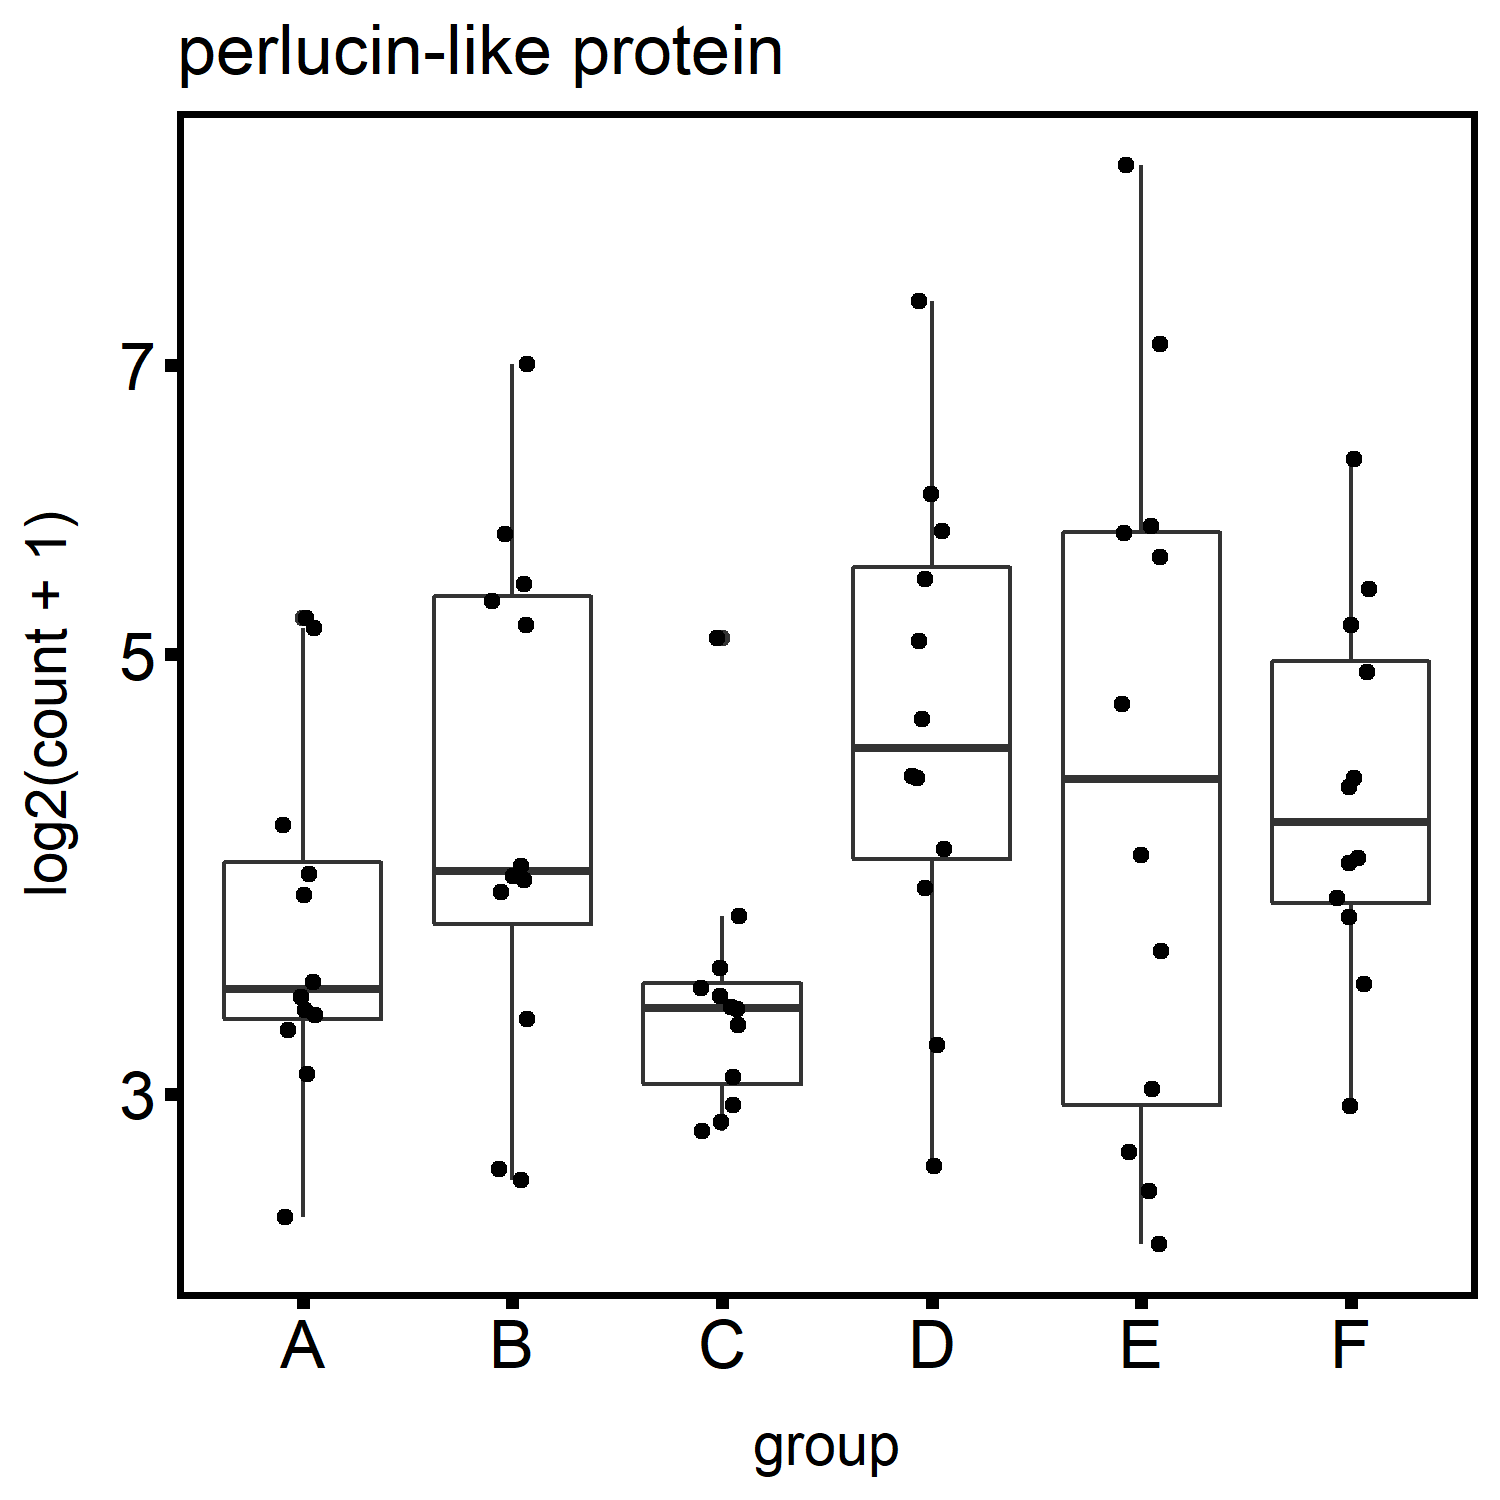 perlucin-like protein
log2(count + 1)
7
5
3
A B C D E F
group